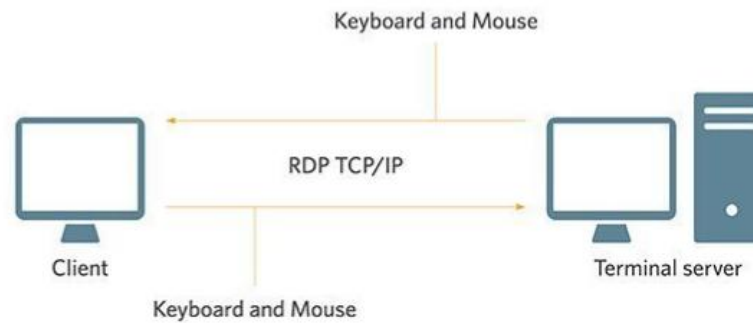 Keyboard and Mouse
RDP TCP/IP
Client
Terminal server
Keyboard and Mouse